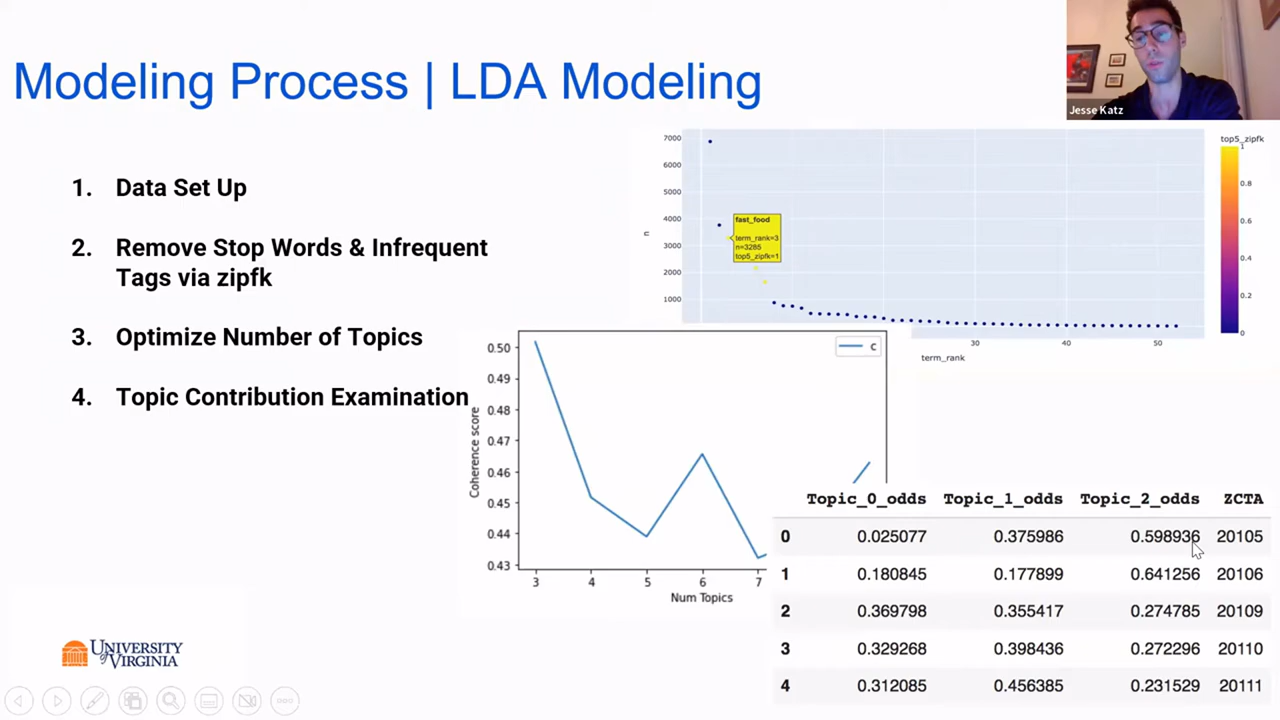 Modeling Process | LDA Modeling
Jesse Katz
1. Data Set Up
2. Remove Stop Words & Infrequent
Tags via zipfk
3. Optimize Number of Topics
4. Topic Contribution Examination
7000
6000
5000
4000
3000
2000
1000
n
fast_food
term_rank=3
n=3285
top5_zipfk=1
30
40
50
term_rank
top5_zipfk
1
0.8
0.6
0.4
0.2
0
C
0.50
0.49
0.48
0.47
0.46
0.45
0.44
0.43
Coherence score
3
4
5
6
7
Num Topics
Topic_0_odds Topic_1_odds Topic_2_odds ZCTA
0 0.025077 0.375986 0.598936 20105
1 0.180845 0.177899 0.641256 20106
2 0.369798 0.355417 0.274785 20109
3 0.329268 0.398436 0.272296 20110
4 0.312085 0.456385 0.231529 20111
UNIVERSITY
of VIRGINIA